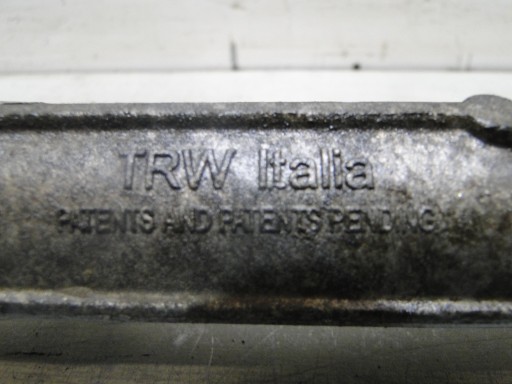 TRW Italia
PATENTS AND PATENTS PENDING